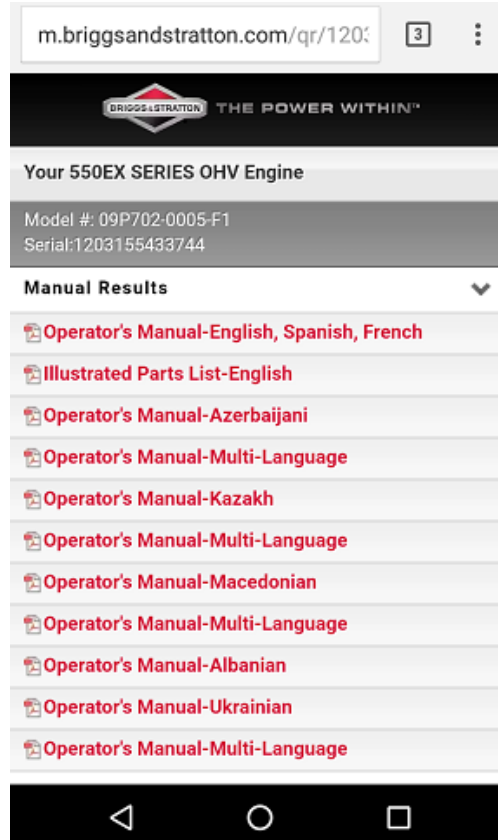 m.briggsandstratton.com/qr/1203
3
BRIGGS&STRATTON THE POWER WITHIN™
Your 550EX SERIES OHV Engine
Model #: 09P702-0005-F1
Serial:1203155433744
Manual Results
Operator's Manual-English, Spanish, French
Illustrated Parts List-English
Operator's Manual-Azerbaijani
Operator's Manual-Multi-Language
Operator's Manual-Kazakh
Operator's Manual-Multi-Language
Operator's Manual-Macedonian
Operator's Manual-Multi-Language
Operator's Manual-Albanian
Operator's Manual-Ukrainian
Operator's Manual-Multi-Language